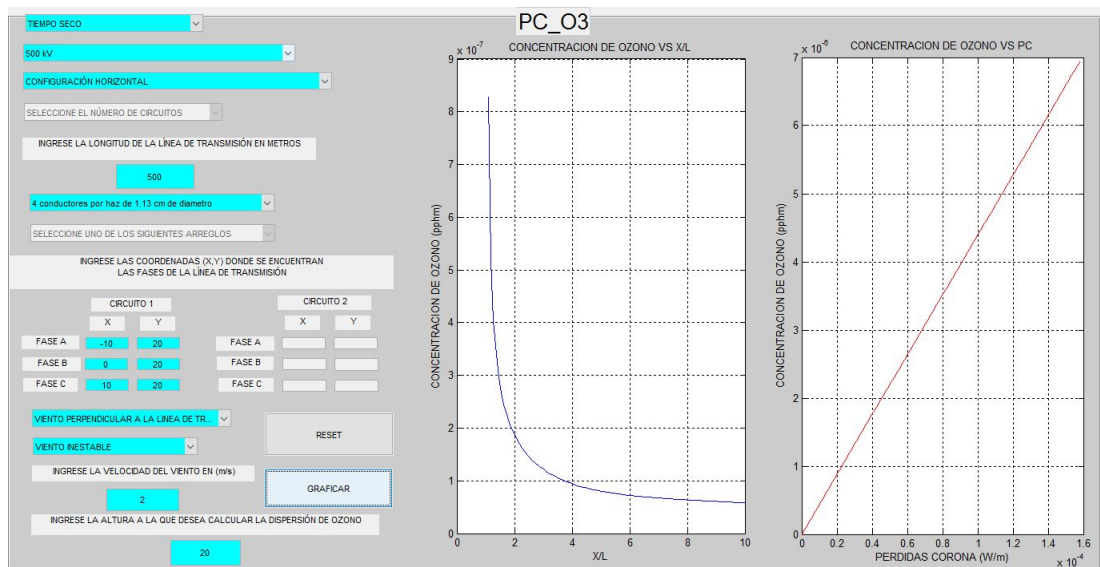 PC_O3
TIEMPO SECO
500 kV
CONFIGURACIÓN HORIZONTAL
SELECCIONE EL NÚMERO DE CIRCUITOS
INGRESE LA LONGITUD DE LA LÍNEA DE TRANSMISIÓN EN METROS
500
4 conductores por haz de 1.13 cm de diametro
SELECCIONE UNO DE LOS SIGUIENTES ARREGLOS
INGRESE LAS COORDENADAS (X,Y) DONDE SE ENCUENTRAN
LAS FASES DE LA LÍNEA DE TRANSMISIÓN
CIRCUITO 1
CIRCUITO 2
X Y
X Y
FASE A -10 20
FASE A
FASE B 0 20
FASE B
FASE C 10 20
FASE C
VIENTO PERPENDICULAR A LA LINEA DE TR...
VIENTO INESTABLE
RESET
INGRESE LA VELOCIDAD DEL VIENTO EN (m/s)
2
GRAFICAR
INGRESE LA ALTURA A LA QUE DESEA CALCULAR LA DISPERSIÓN DE OZONO
20
CONCENTRACION DE OZONO VS X/L
x 10^-7
9
8
7
6
5
4
3
2
1
0
CONCENTRACION DE OZONO (pphm)
0 2 4 6 8 10
X/L
CONCENTRACION DE OZONO VS PC
7
6
5
4
3
2
1
0
CONCENTRACION DE OZONO (pphm)
0 0.2 0.4 0.6 0.8 1 1.2 1.4 1.6
PERDIDAS CORONA (W/m)
x 10^-4